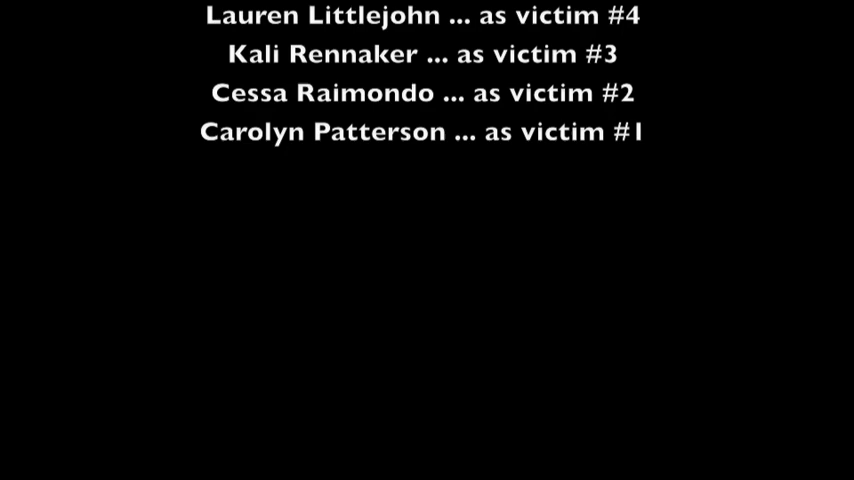 Lauren Littlejohn ... as victim #4
Kali Rennaker ... as victim #3
Cessa Raimondo ... as victim #2
Carolyn Patterson ... as victim #1